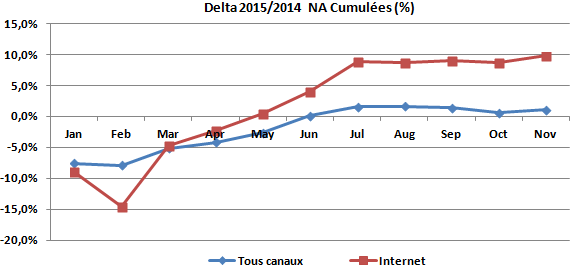 Delta 2015/2014 NA Cumulées (%)
15,0%
10,0%
5,0%
0,0%
Jan Feb Mar Apr May Jun Jul Aug Sep Oct Nov
-5,0%
-10,0%
-15,0%
-20,0%
Tous canaux Internet